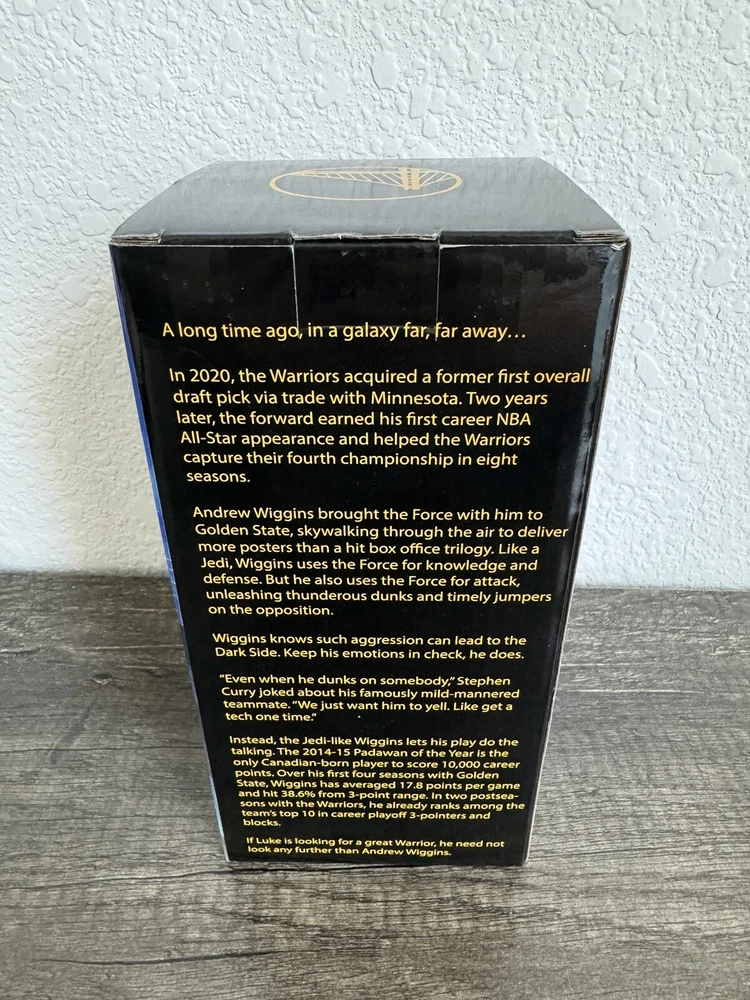 A long time ago, in a galaxy far, far away…
In 2020, the Warriors acquired a former first overall
draft pick via trade with Minnesota. Two years
later, the forward earned his first career NBA
All-Star appearance and helped the Warriors
capture their fourth championship in eight
seasons.
Andrew Wiggins brought the Force with him to
Golden State, skywalking through the air to deliver
more posters than a hit box office trilogy. Like a
Jedi, Wiggins uses the Force for knowledge and
defense. But he also uses the Force for attack,
unleashing thunderous dunks and timely jumpers
on the opposition.
Wiggins knows such aggression can lead to the
Dark Side. Keep his emotions in check, he does.
“Even when he dunks on somebody,” Stephen
Curry joked about his famously mild-mannered
teammate. “We just want him to yell. Like get a
tech one time.”
Instead, the Jedi-like Wiggins lets his play do the
talking. The 2014-15 Padawan of the Year is the
only Canadian-born player to score 10,000 career
points. Over his first four seasons with Golden
State, Wiggins has averaged 17.8 points per game
and hit 38.6% from 3-point range. In two postsea-
sons with the Warriors, he already ranks among the
team's top 10 in career playoff 3-pointers and
blocks.
If Luke is looking for a great Warrior, he need not
look any further than Andrew Wiggins.